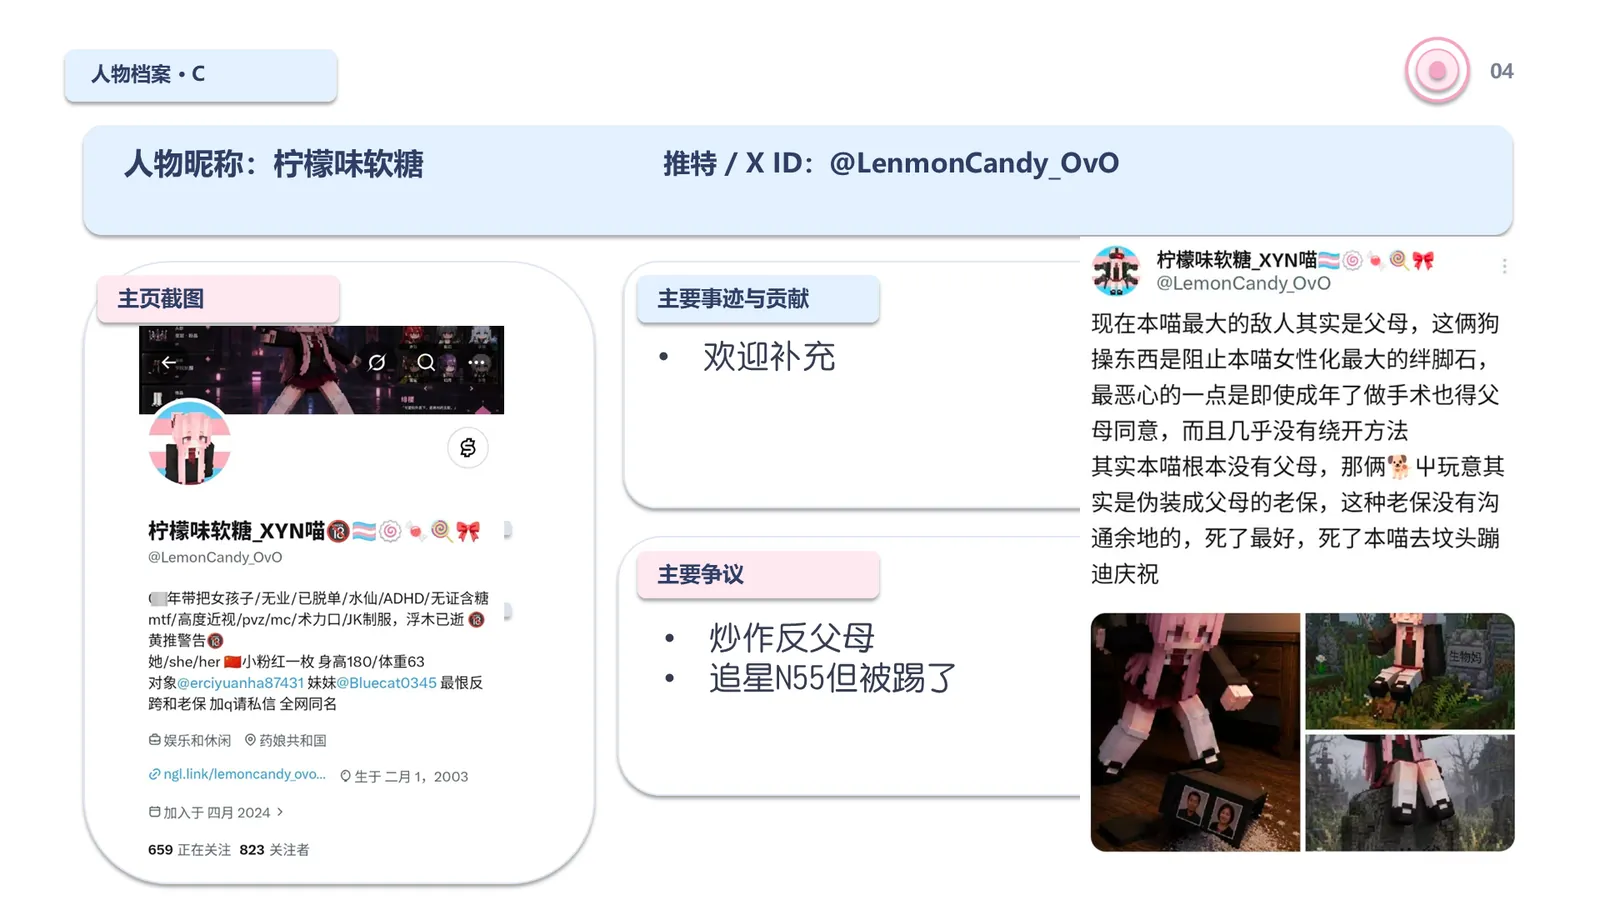 人物档案·C
04
人物昵称：柠檬味软糖
推特 / X ID：@LenmonCandy_OvO
主页截图
柠檬味软糖_XYN喵🔞🏳️‍⚧️🍥🍬🍭🎀
@LemonCandy_OvO
年带把女孩子/无业/已脱单/水仙/ADHD/无证含糖
mtf/高度近视/pvz/mc/术力口/JK制服，浮木已逝🔞
黄推警告🔞
她/she/her 🇨🇳小粉红一枚 身高180/体重63
对象@erciyuanha87431 妹妹@Bluecat0345 最恨反
跨和老保 加q请私信 全网同名
娱乐和休闲 药娘共和国
ngl.link/lemoncandy_ovo... 生于 二月 1，2003
加入于 四月 2024 >
659 正在关注 823 关注者
主要事迹与贡献
• 欢迎补充
主要争议
• 炒作反父母
• 追星N55但被踢了
柠檬味软糖_XYN喵🏳️‍⚧️🍥🍬🍭🎀
@LemonCandy_OvO
现在本喵最大的敌人其实是父母，这俩狗
操东西是阻止本喵女性化最大的绊脚石，
最恶心的一点是即使成年了做手术也得父
母同意，而且几乎没有绕开方法
其实本喵根本没有父母，那俩🐕屮玩意其
实是伪装成父母的老保，这种老保没有沟
通余地的，死了最好，死了本喵去坟头蹦
迪庆祝
生物妈